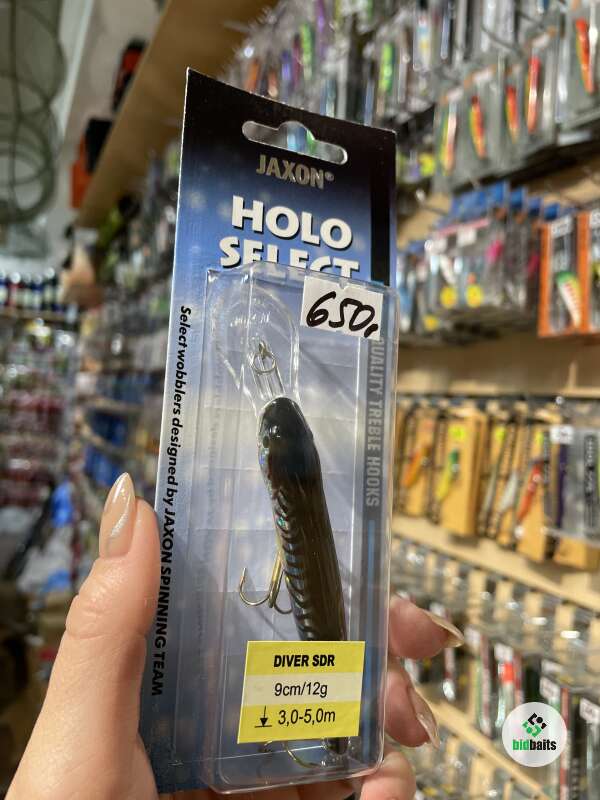 JAXON®
HOLO
SELECT
650,
QUALITY TREBLE HOOKS
Select wobblers designed by JAXON SPINNING TEAM
DIVER SDR
9cm/12g
3,0-5,0m
bidbaits